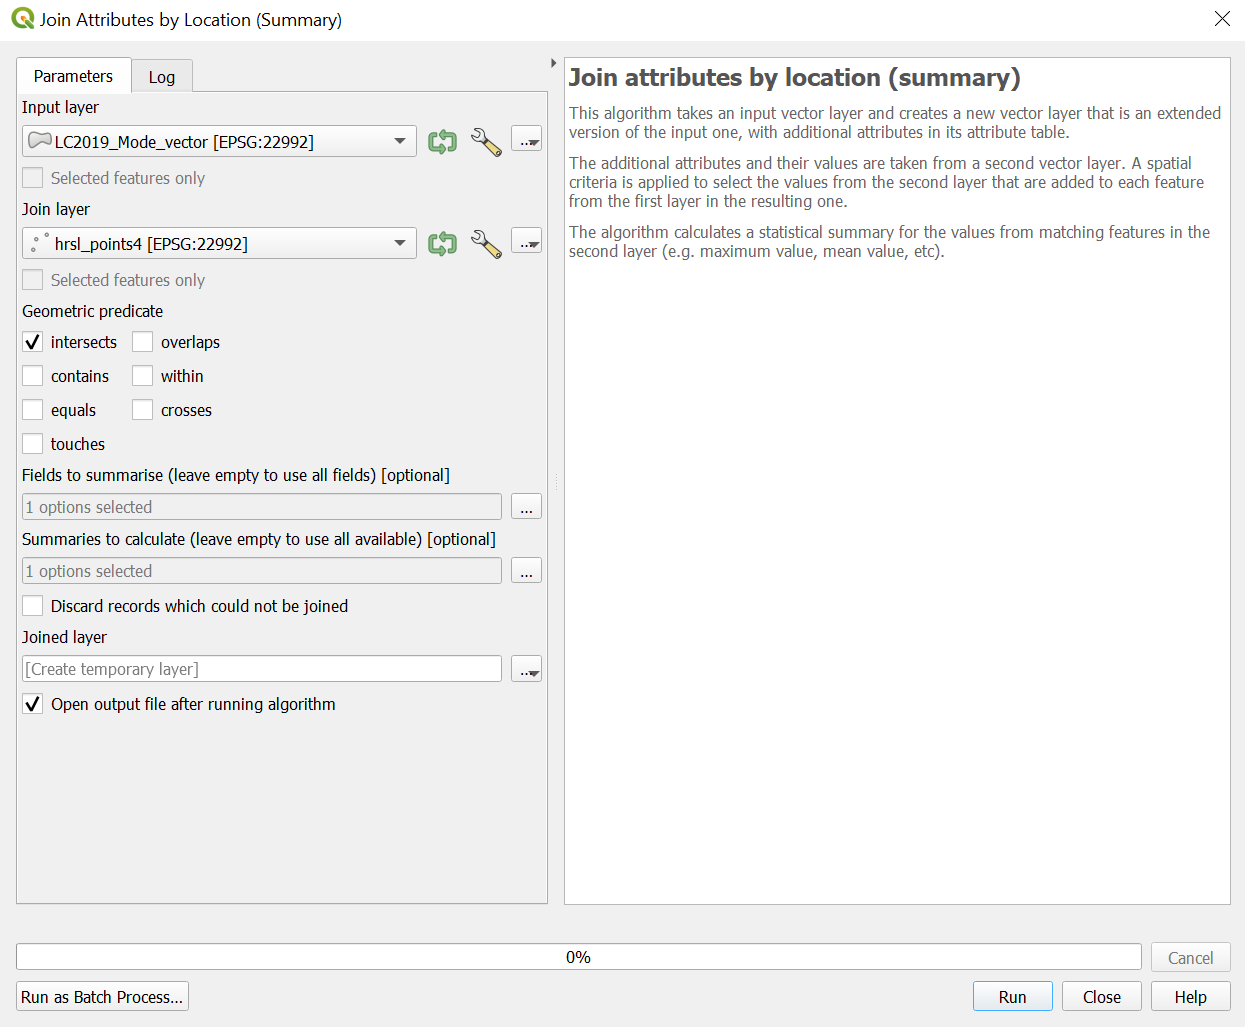 Join Attributes by Location (Summary)
Parameters
Log
Input layer
LC2019_Mode_vector [EPSG:22992]
...
Selected features only
Join layer
hrsl_points4 [EPSG:22992]
...
Selected features only
Geometric predicate
intersects
overlaps
contains
within
equals
crosses
touches
Fields to summarise (leave empty to use all fields) [optional]
1 options selected
...
Summaries to calculate (leave empty to use all available) [optional]
1 options selected
...
Discard records which could not be joined
Joined layer
[Create temporary layer]
...
Open output file after running algorithm
Join attributes by location (summary)
This algorithm takes an input vector layer and creates a new vector layer that is an extended
version of the input one, with additional attributes in its attribute table.
The additional attributes and their values are taken from a second vector layer. A spatial
criteria is applied to select the values from the second layer that are added to each feature
from the first layer in the resulting one.
The algorithm calculates a statistical summary for the values from matching features in the
second layer (e.g. maximum value, mean value, etc).
0%
Cancel
Run as Batch Process...
Run
Close
Help